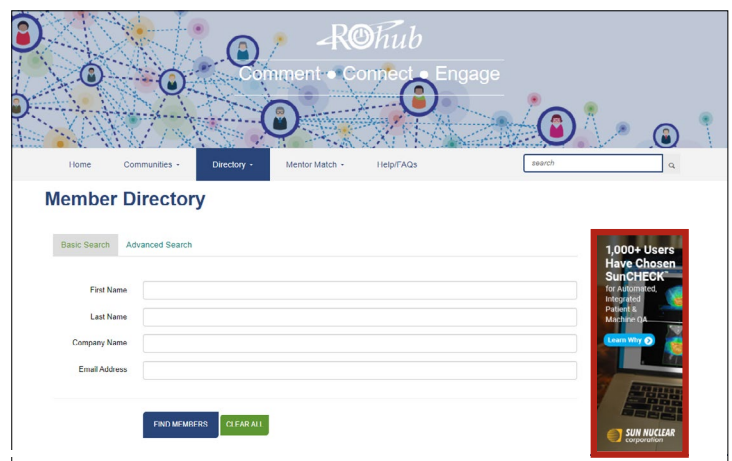 ROhub
Comment • Connect • Engage
Home Communities Directory Mentor Match Help/FAQs search
Member Directory
Basic Search Advanced Search
First Name
Last Name
Company Name
Email Address
FIND MEMBERS CLEAR ALL
1,000+ Users
Have Chosen
SunCHECK™
for Automated,
Integrated
Patient &
Machine QA
Learn Why
SUN NUCLEAR
corporation